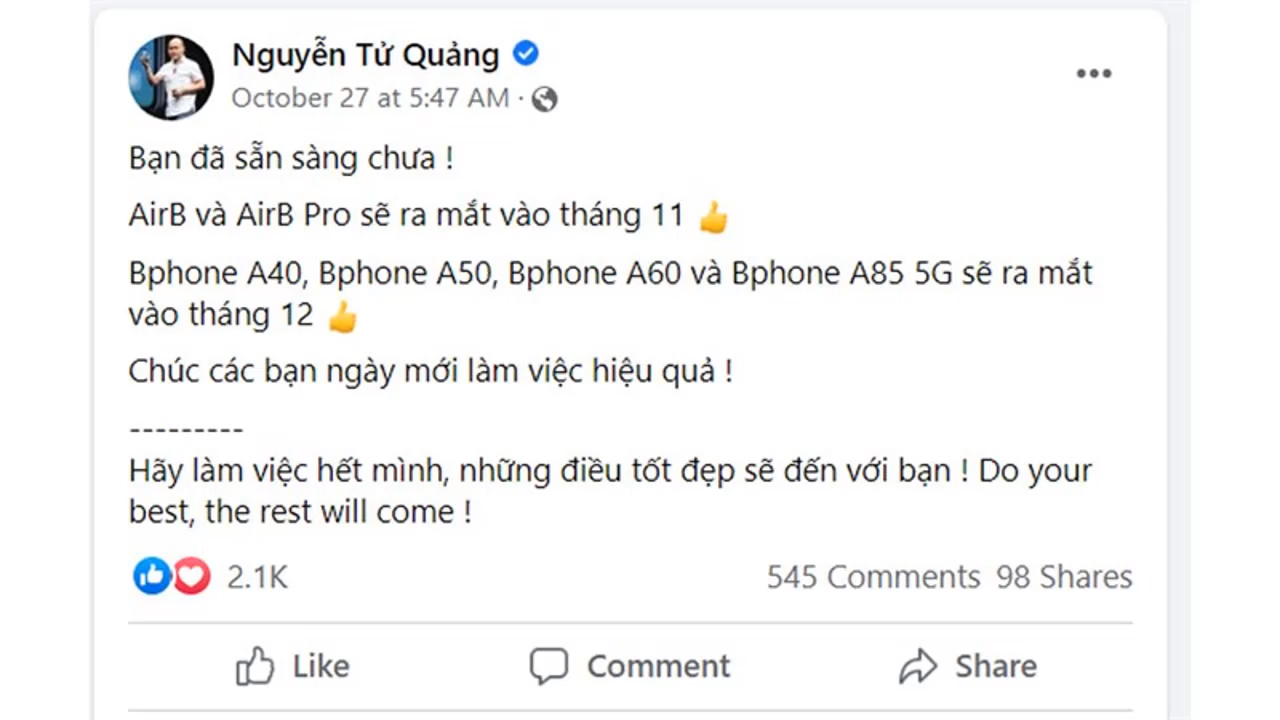 Nguyễn Tử Quảng
October 27 at 5:47 AM ·
Bạn đã sẵn sàng chưa !
AirB và AirB Pro sẽ ra mắt vào tháng 11 👍
Bphone A40, Bphone A50, Bphone A60 và Bphone A85 5G sẽ ra mắt
vào tháng 12 👍
Chúc các bạn ngày mới làm việc hiệu quả !
---------
Hãy làm việc hết mình, những điều tốt đẹp sẽ đến với bạn ! Do your
best, the rest will come !
2.1K 545 Comments 98 Shares
Like Comment Share